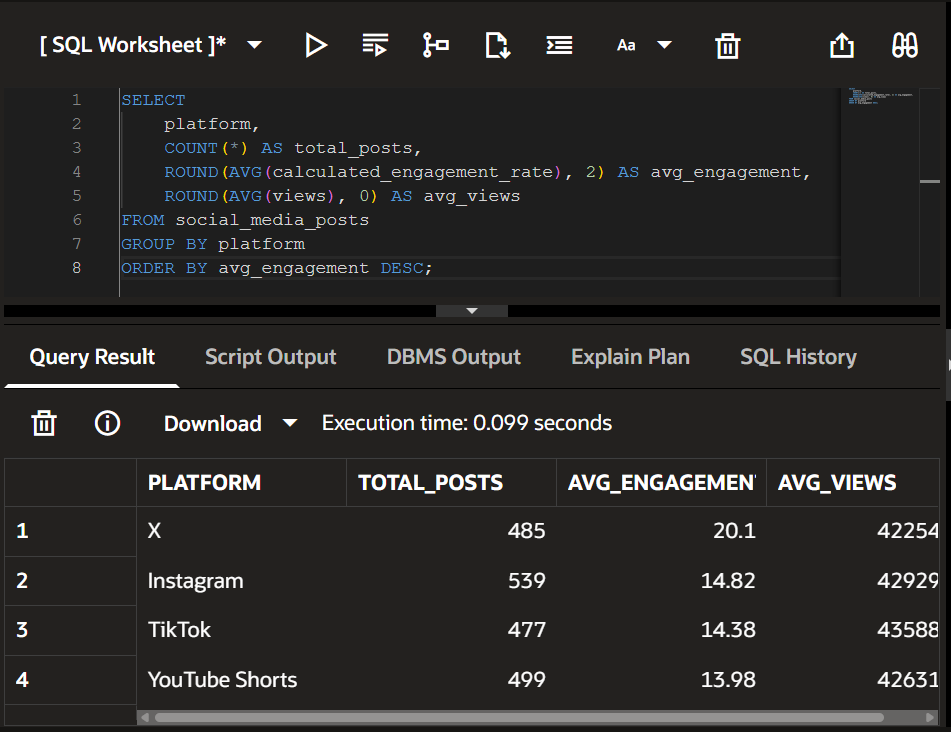 [ SQL Worksheet ]* Aa
1 SELECT
2 platform,
3 COUNT(*) AS total_posts,
4 ROUND(AVG(calculated_engagement_rate), 2) AS avg_engagement,
5 ROUND(AVG(views), 0) AS avg_views
6 FROM social_media_posts
7 GROUP BY platform
8 ORDER BY avg_engagement DESC;
Query Result Script Output DBMS Output Explain Plan SQL History
Download Execution time: 0.099 seconds
PLATFORM TOTAL_POSTS AVG_ENGAGEMEN AVG_VIEWS
1 X 485 20.1 42254
2 Instagram 539 14.82 42929
3 TikTok 477 14.38 43588
4 YouTube Shorts 499 13.98 42631